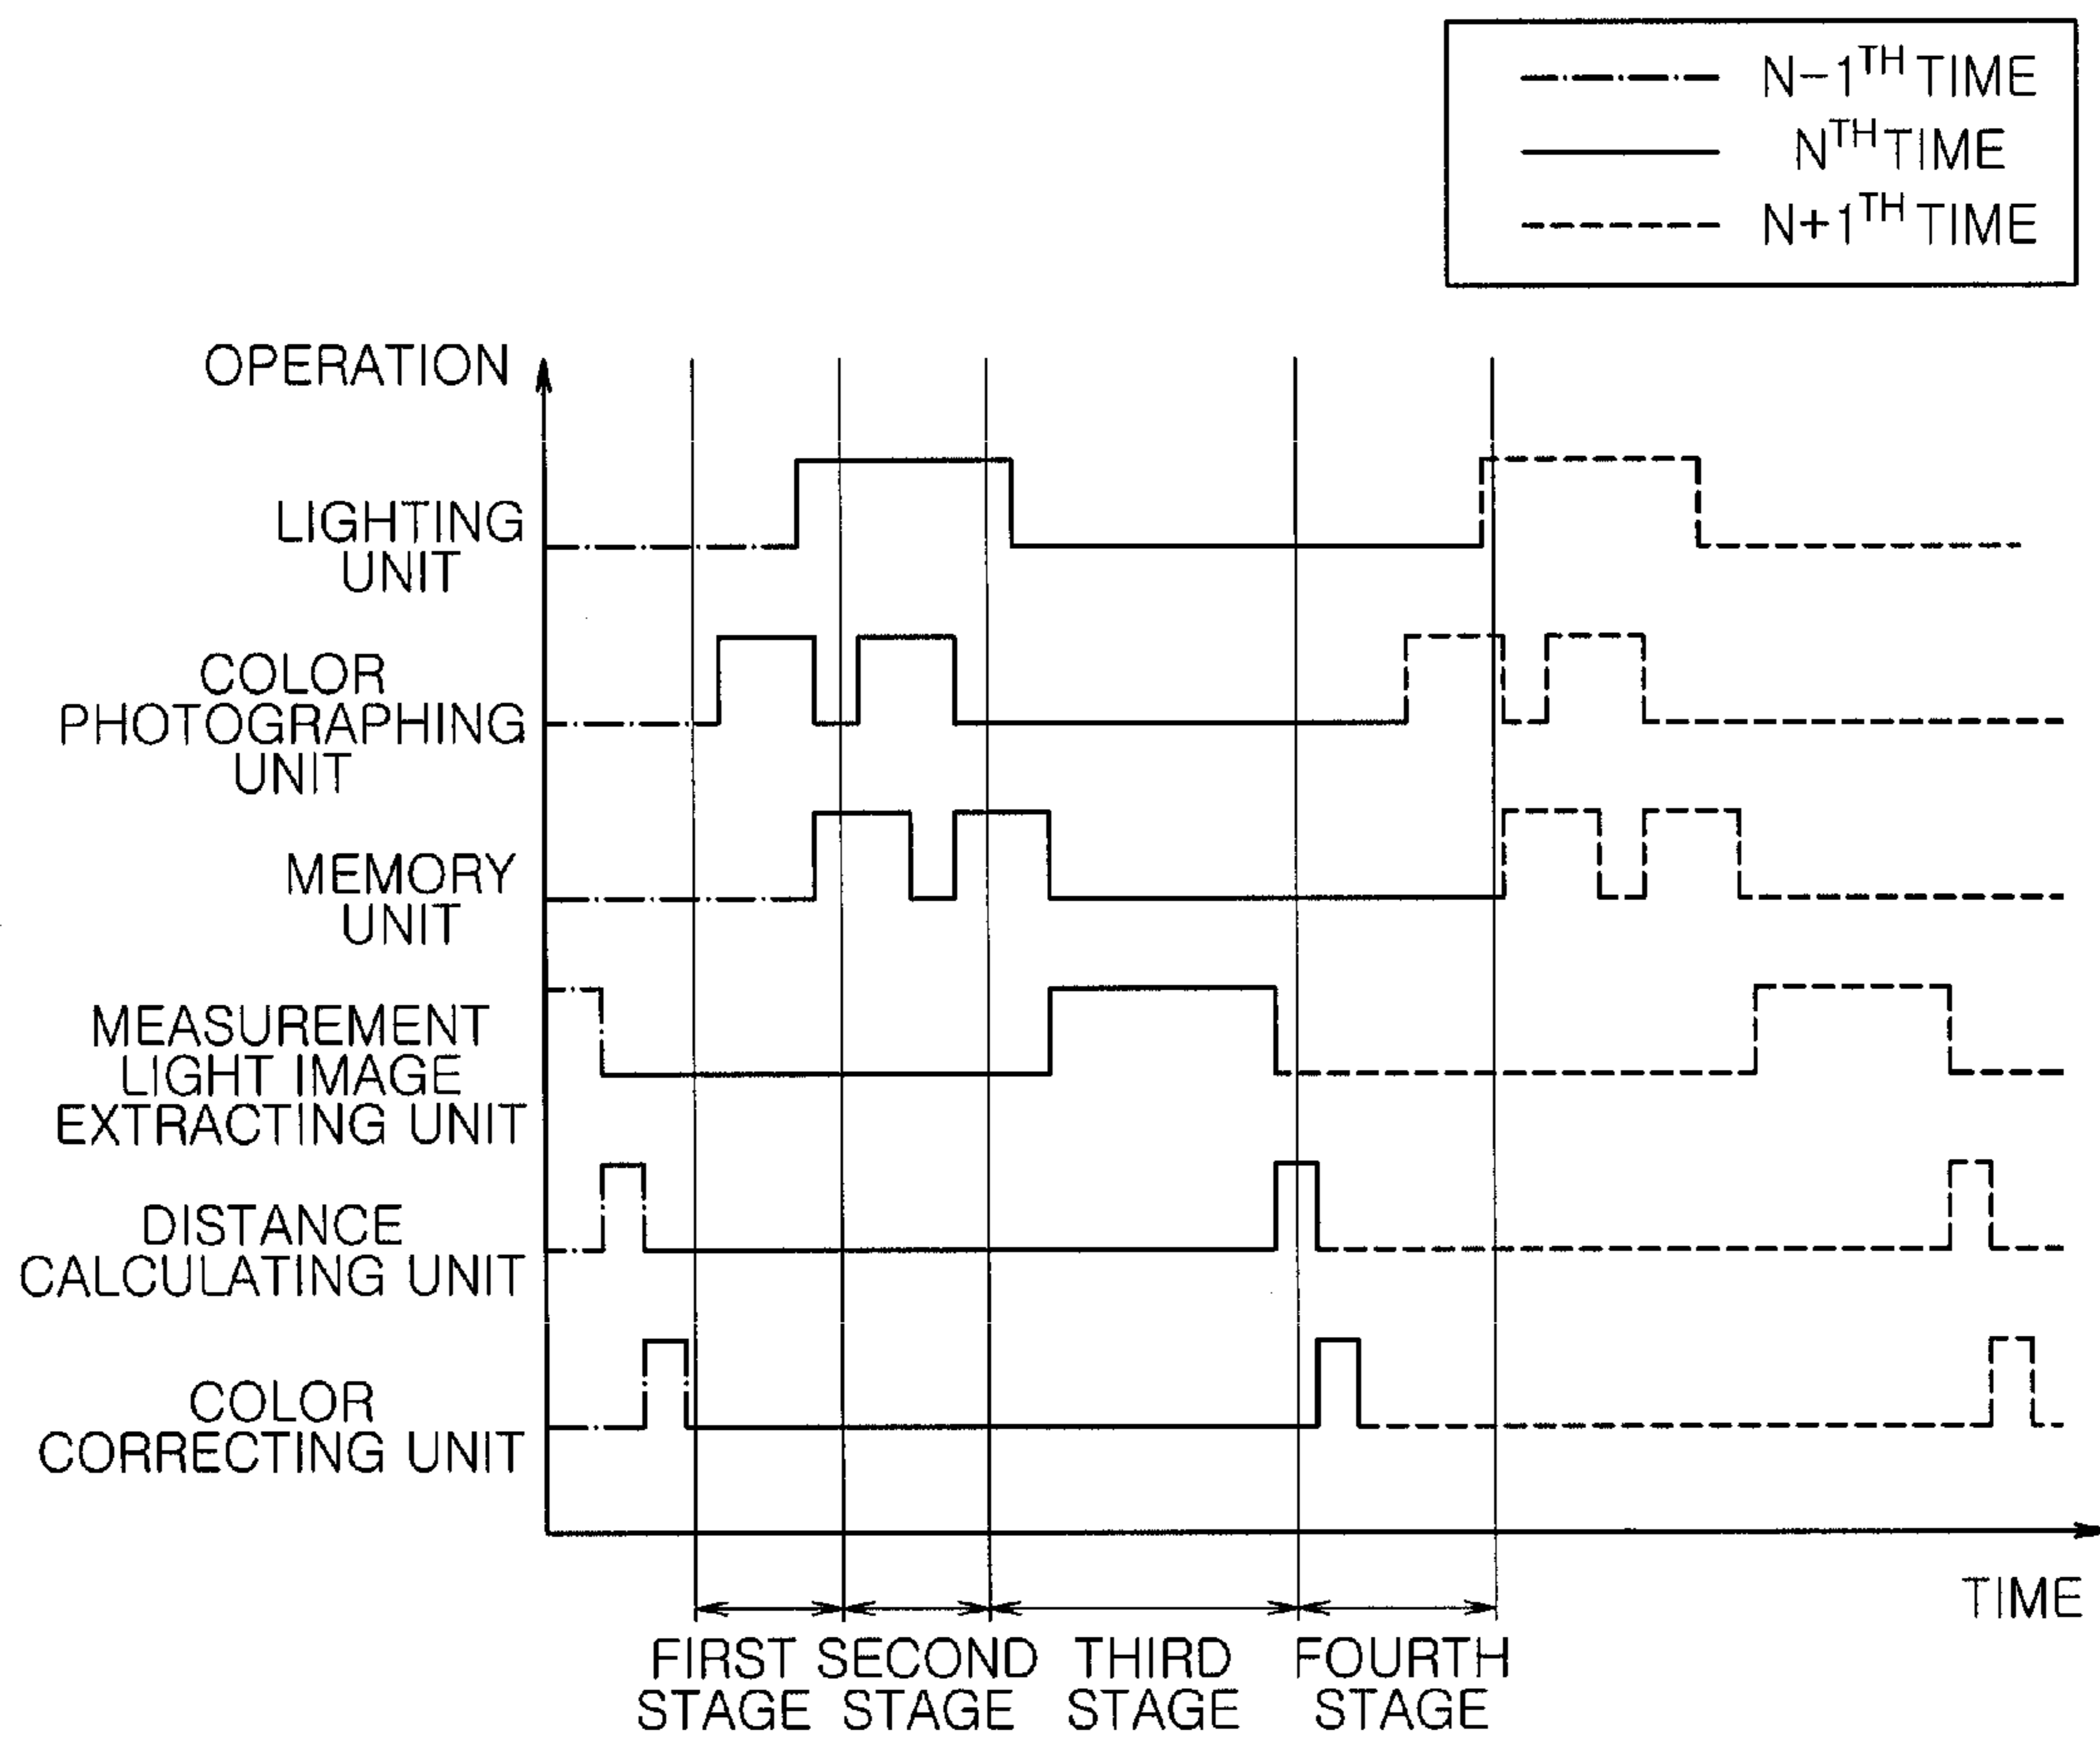 N-1TH TIME
NTH TIME
N+1TH TIME
OPERATION
LIGHTING
UNIT
COLOR
PHOTOGRAPHING
UNIT
MEMORY
UNIT
MEASUREMENT
LIGHT IMAGE
EXTRACTING UNIT
DISTANCE
CALCULATING UNIT
COLOR
CORRECTING UNIT
TIME
FIRST
STAGE
SECOND
STAGE
THIRD
STAGE
FOURTH
STAGE